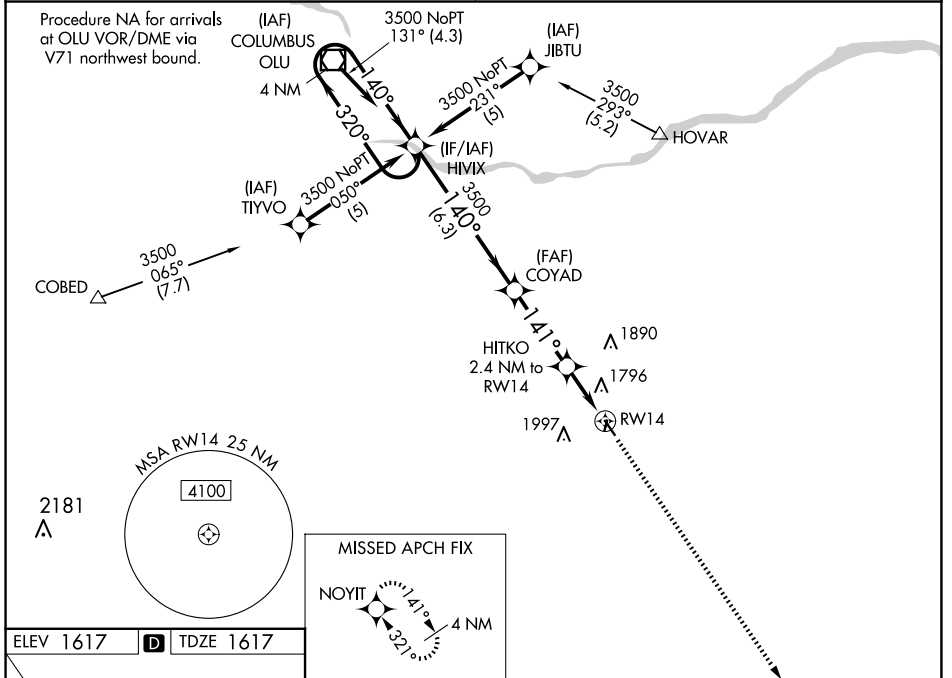 Procedure NA for arrivals
at OLU VOR/DME via
V71 northwest bound.
(IAF)
COLUMBUS
OLU
4 NM
3500 NoPT
131° (4.3)
(IAF)
JIBTU
140°
320°
3500 NoPT
231°
(5)
3500
293°
(5.2)
HOVAR
(IF/IAF)
HIVIX
(IAF)
TIYVO
3500 NoPT
050°
(5)
3500
140°
(6.3)
3500
065°
(7.7)
COBED
(FAF)
COYAD
141°
HITKO
2.4 NM to
RW14
1890
1796
1997
RW14
MSA RW14 25 NM
4100
2181
MISSED APCH FIX
NOYIT
141°
321°
4 NM
ELEV 1617
D
TDZE 1617